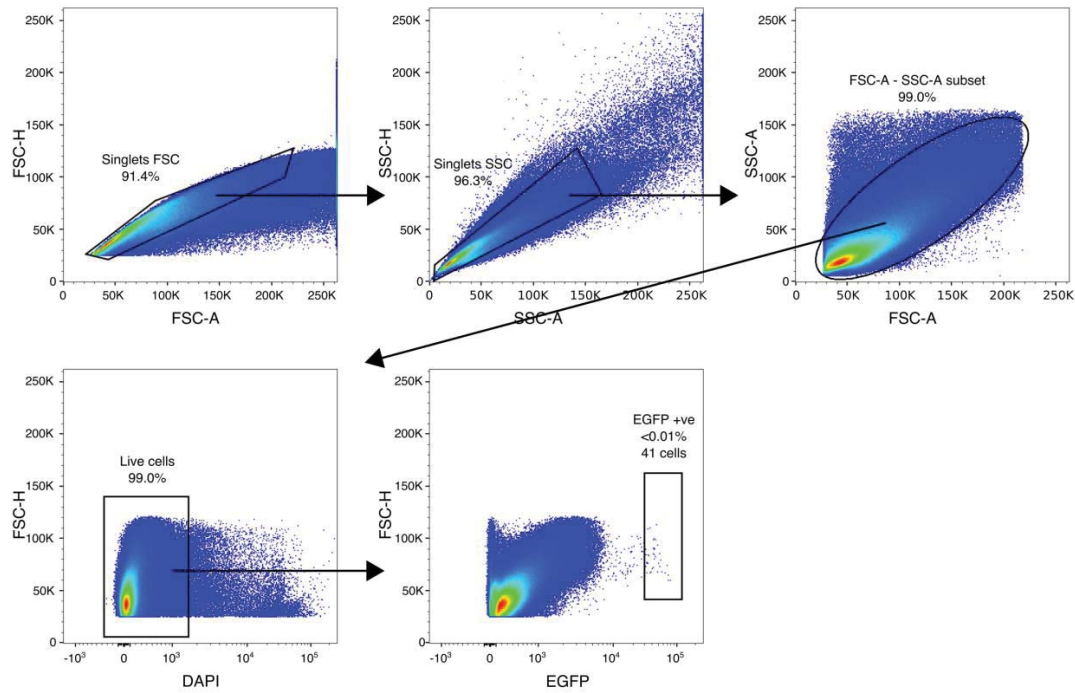 250K
200K
150K
100K
50K
0
FSC-H
Singlets FSC
91.4%
0
50K
100K
150K
200K
250K
FSC-A
250K
200K
150K
100K
50K
0
SSC-H
Singlets SSC
96.3%
0
50K
100K
150K
200K
250K
SSC-A
250K
200K
150K
100K
50K
0
SSC-A
FSC-A - SSC-A subset
99.0%
0
50K
100K
150K
200K
250K
FSC-A
250K
200K
150K
100K
50K
0
FSC-H
Live cells
99.0%
-10³
0
10³
10⁴
10⁵
DAPI
250K
200K
150K
100K
50K
0
FSC-H
EGFP +ve
<0.01%
41 cells
-10³
0
10³
10⁴
10⁵
EGFP